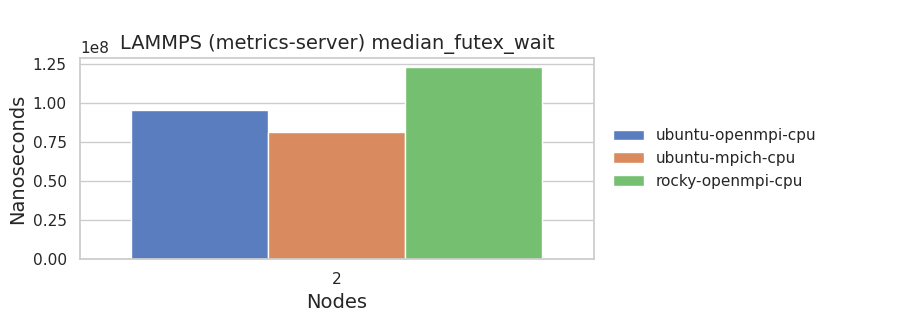 LAMMPS (metrics-server) median_futex_wait
1e8
1.25
1.00
0.75
0.50
0.25
0.00
Nanoseconds
2
Nodes
ubuntu-openmpi-cpu
ubuntu-mpich-cpu
rocky-openmpi-cpu